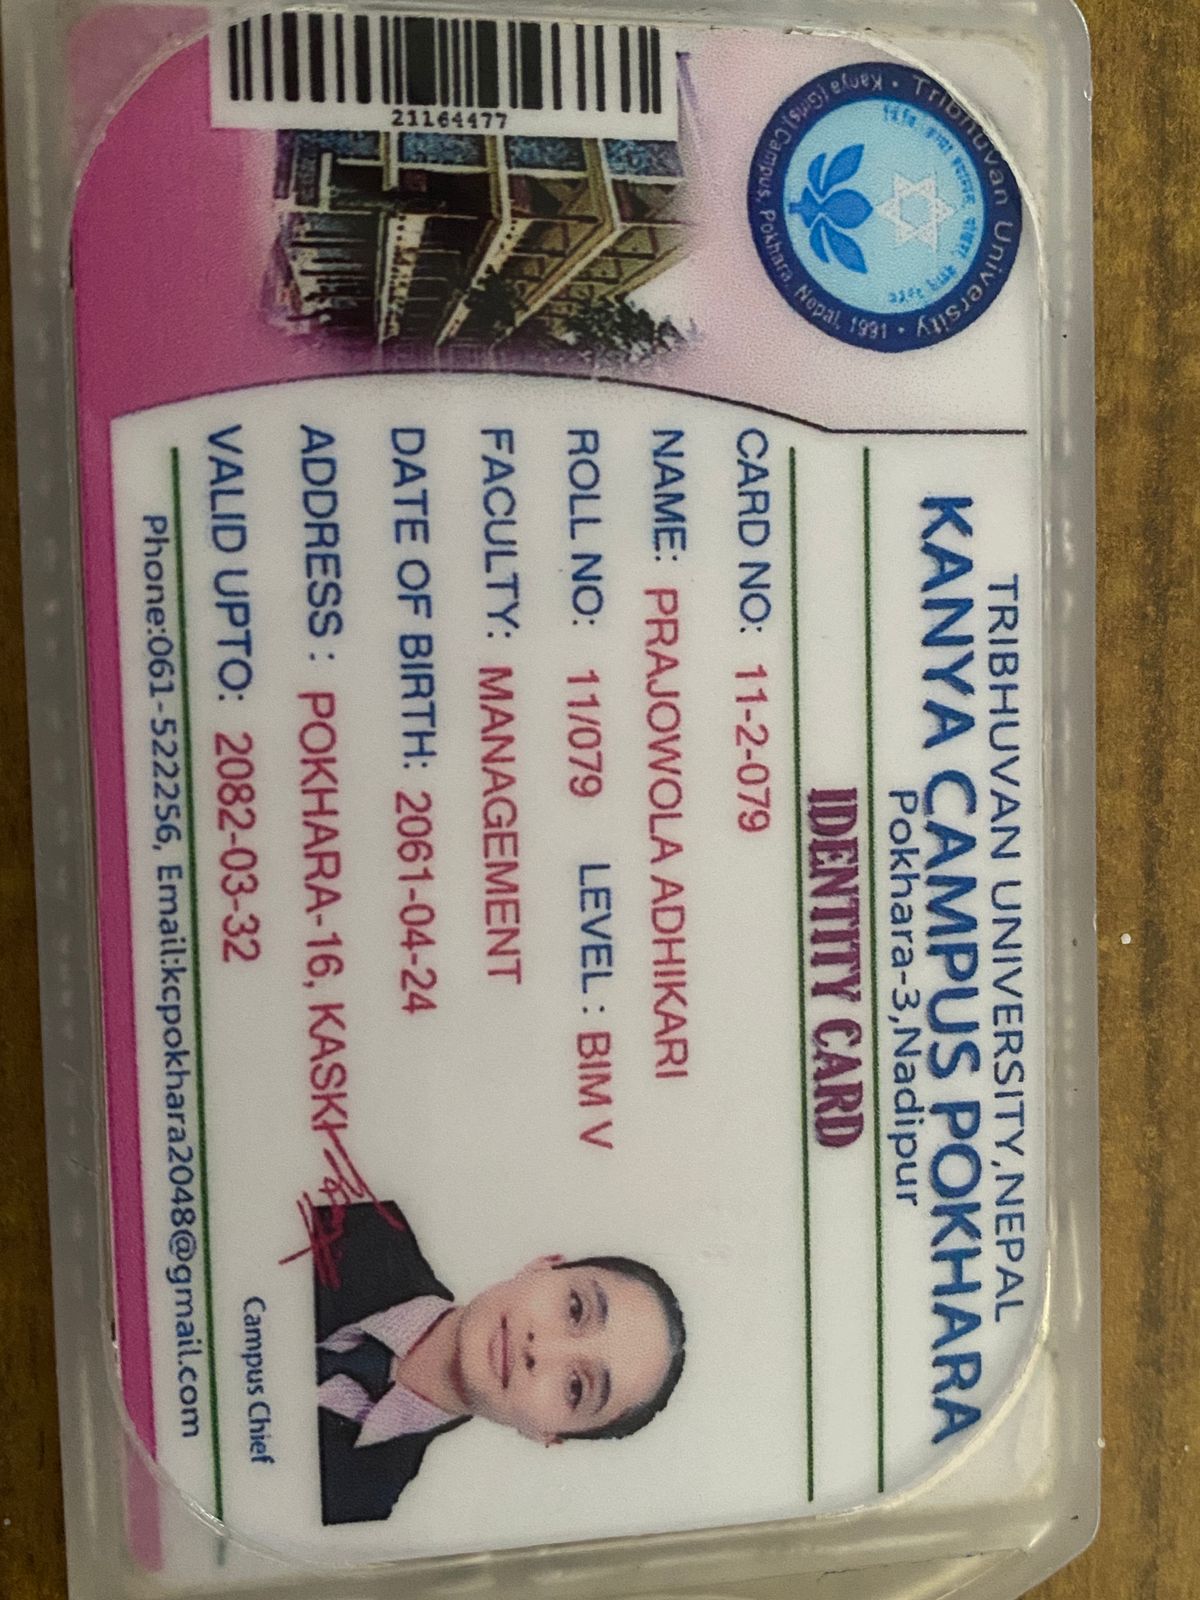 TRIBHUVAN UNIVERSITY,NEPAL
KANYA CAMPUS POKHARA
Pokhara-3,Nadipur
IDENTITY CARD
Tribhuvan University • Kanya (Girls) Campus, Pokhara, Nepal, 1991 •
CARD NO: 11-2-079
NAME: PRAJOWOLA ADHIKARI
ROLL NO: 11/079 LEVEL : BIM V
FACULTY: MANAGEMENT
DATE OF BIRTH: 2061-04-24
ADDRESS : POKHARA-16, KASKI
VALID UPTO: 2082-03-32
Campus Chief
Phone:061-522256, Email:kcpokhara2048@gmail.com
21164477